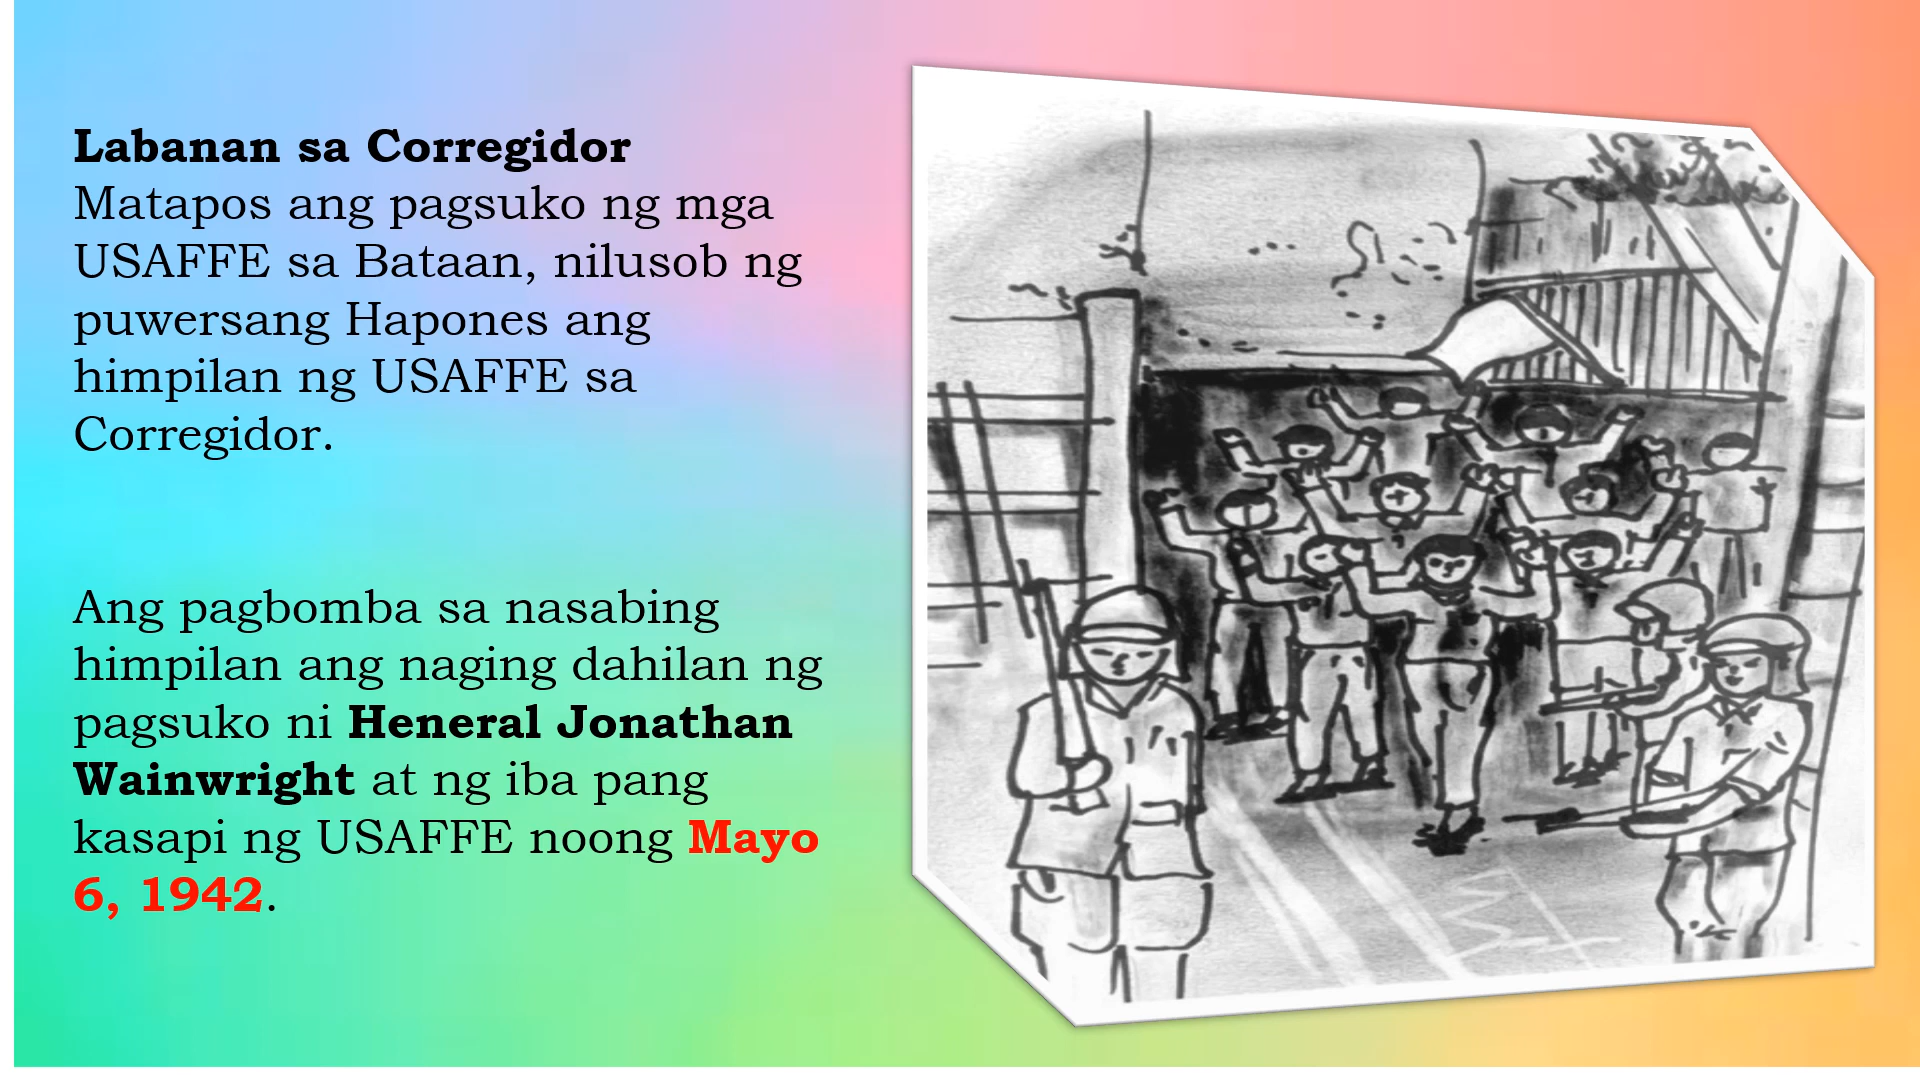 Labanan sa Corregidor
Matapos ang pagsuko ng mga
USAFFE sa Bataan, nilusob ng
puwersang Hapones ang
himpilan ng USAFFE sa
Corregidor.
Ang pagbomba sa nasabing
himpilan ang naging dahilan ng
pagsuko ni Heneral Jonathan
Wainwright at ng iba pang
kasapi ng USAFFE noong Mayo
6, 1942.